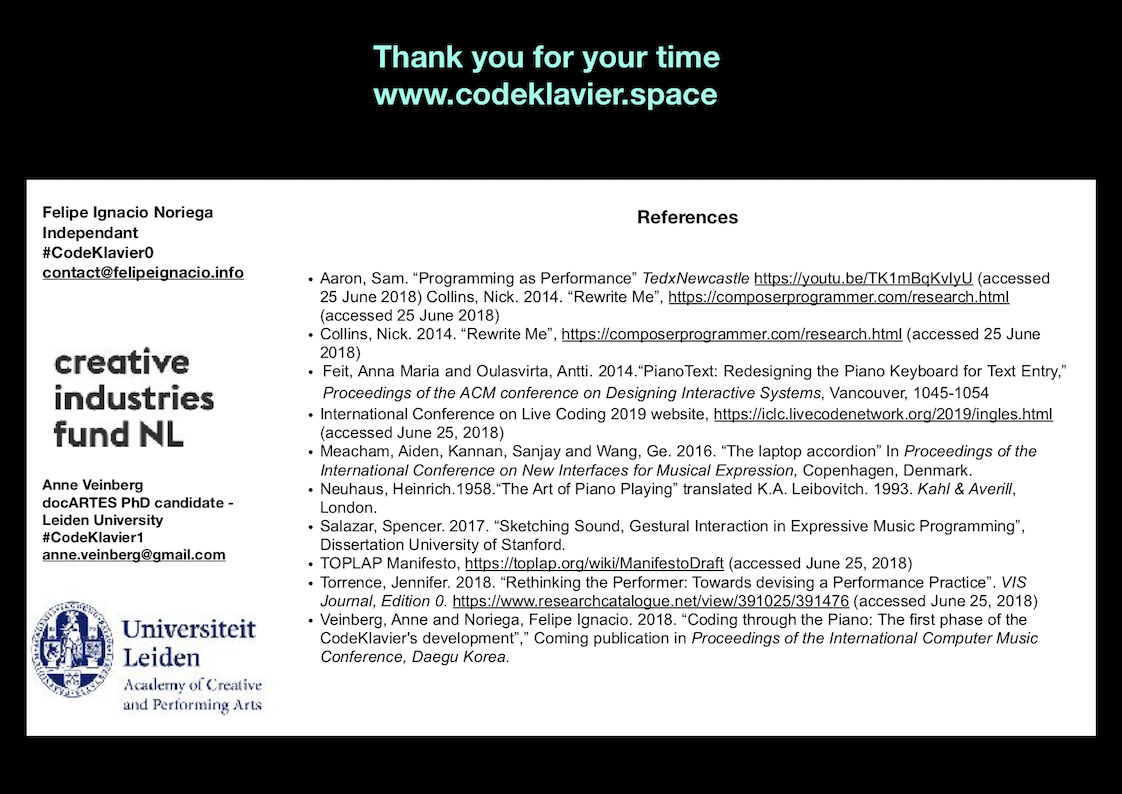 Thank you for your time
www.codeklavier.space
Felipe Ignacio Noriega
Independant
#CodeKlavier0
contact@felipeignacio.info
creative
industries
fund NL
Anne Veinberg
docARTES PhD candidate -
Leiden University
#CodeKlavier1
anne.veinberg@gmail.com
Universiteit
Leiden
Academy of Creative
and Performing Arts
References
• Aaron, Sam. “Programming as Performance” TedxNewcastle https://youtu.be/TK1mBqKvIyU (accessed
25 June 2018) Collins, Nick. 2014. “Rewrite Me”, https://composerprogrammer.com/research.html
(accessed 25 June 2018)
• Collins, Nick. 2014. “Rewrite Me”, https://composerprogrammer.com/research.html (accessed 25 June
2018)
• Feit, Anna Maria and Oulasvirta, Antti. 2014.“PianoText: Redesigning the Piano Keyboard for Text Entry,”
Proceedings of the ACM conference on Designing Interactive Systems, Vancouver, 1045-1054
• International Conference on Live Coding 2019 website, https://iclc.livecodenetwork.org/2019/ingles.html
(accessed June 25, 2018)
• Meacham, Aiden, Kannan, Sanjay and Wang, Ge. 2016. “The laptop accordion” In Proceedings of the
International Conference on New Interfaces for Musical Expression, Copenhagen, Denmark.
• Neuhaus, Heinrich.1958.“The Art of Piano Playing” translated K.A. Leibovitch. 1993. Kahl & Averill,
London.
• Salazar, Spencer. 2017. “Sketching Sound, Gestural Interaction in Expressive Music Programming”,
Dissertation University of Stanford.
• TOPLAP Manifesto, https://toplap.org/wiki/ManifestoDraft (accessed June 25, 2018)
• Torrence, Jennifer. 2018. “Rethinking the Performer: Towards devising a Performance Practice”. VIS
Journal, Edition 0. https://www.researchcatalogue.net/view/391025/391476 (accessed June 25, 2018)
• Veinberg, Anne and Noriega, Felipe Ignacio. 2018. “Coding through the Piano: The first phase of the
CodeKlavier's development”,” Coming publication in Proceedings of the International Computer Music
Conference, Daegu Korea.